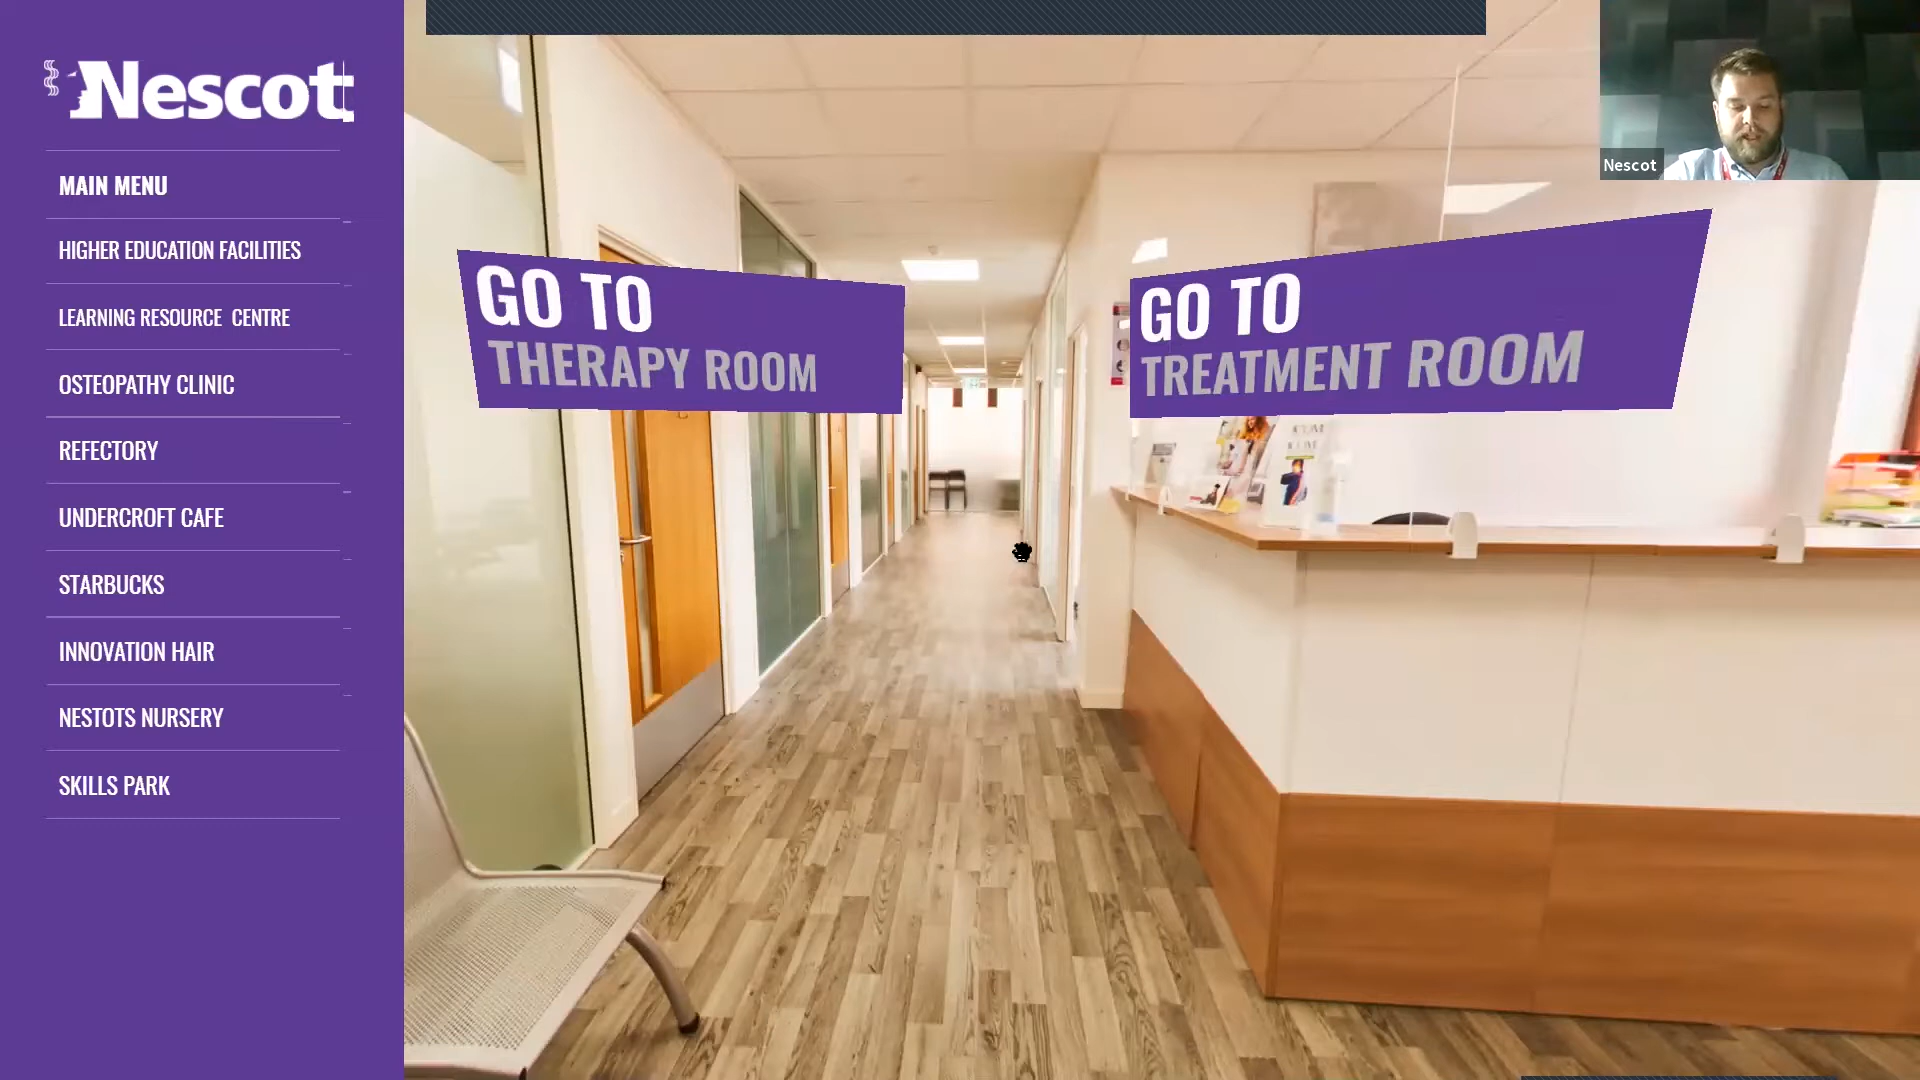 Nescot
MAIN MENU
HIGHER EDUCATION FACILITIES
LEARNING RESOURCE CENTRE
OSTEOPATHY CLINIC
REFECTORY
UNDERCROFT CAFE
STARBUCKS
INNOVATION HAIR
NESTOTS NURSERY
SKILLS PARK
GO TO
THERAPY ROOM
GO TO
TREATMENT ROOM
Nescot